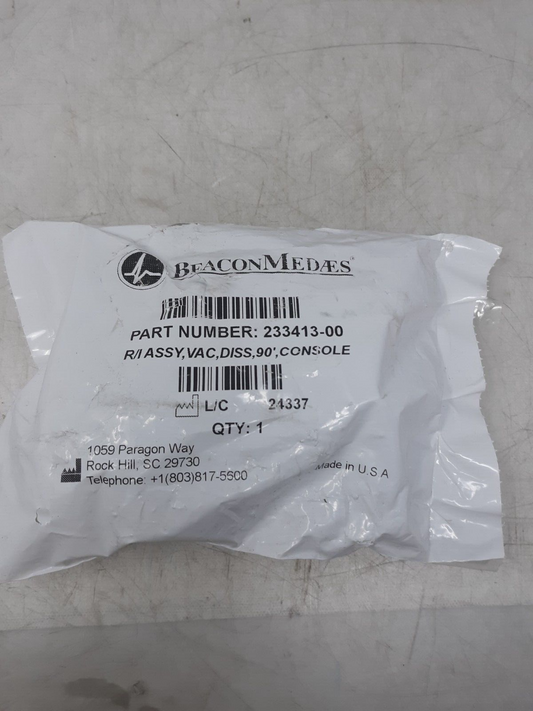 BEACONMEDÆS®
PART NUMBER: 233413-00
R/I ASSY,VAC,DISS,90°,CONSOLE
L/C 24337
QTY: 1
1059 Paragon Way
Rock Hill, SC 29730
Telephone: +1(803)817-5600
Made in U.S.A